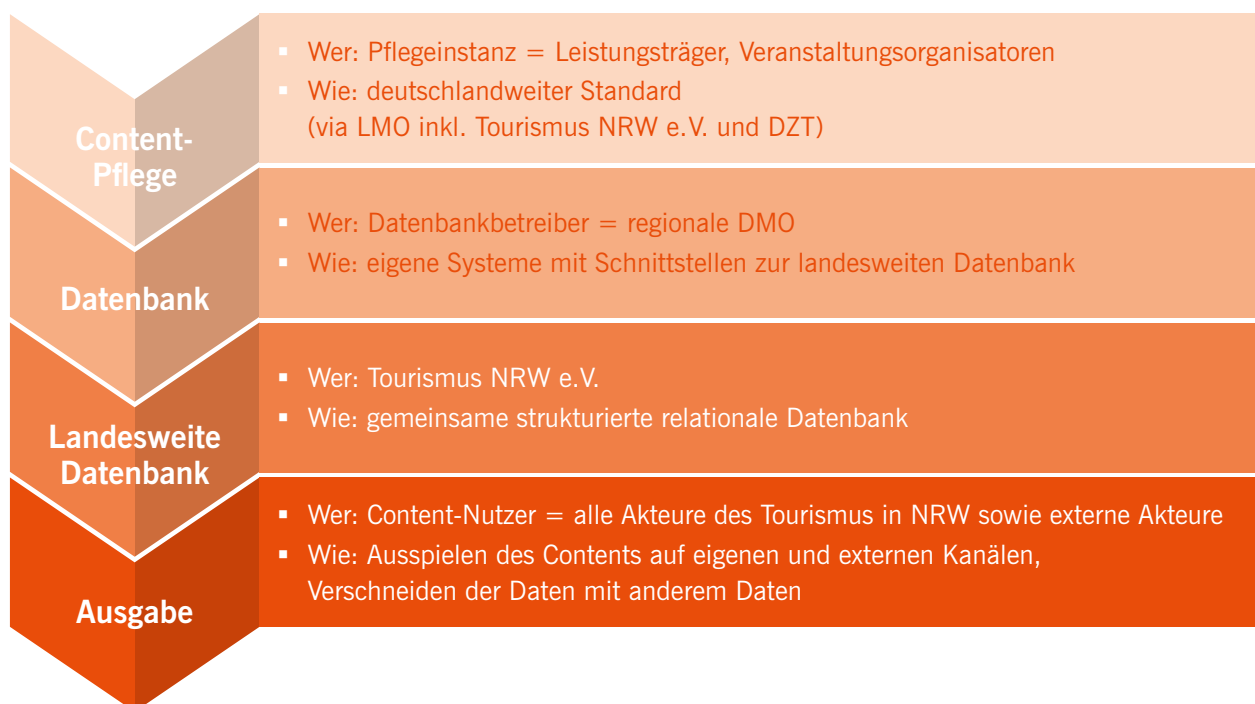 Content-
Pflege
▪ Wer: Pflegeinstanz = Leistungsträger, Veranstaltungsorganisatoren
▪ Wie: deutschlandweiter Standard
(via LMO inkl. Tourismus NRW e.V. und DZT)
Datenbank
▪ Wer: Datenbankbetreiber = regionale DMO
▪ Wie: eigene Systeme mit Schnittstellen zur landesweiten Datenbank
Landesweite
Datenbank
▪ Wer: Tourismus NRW e.V.
▪ Wie: gemeinsame strukturierte relationale Datenbank
Ausgabe
▪ Wer: Content-Nutzer = alle Akteure des Tourismus in NRW sowie externe Akteure
▪ Wie: Ausspielen des Contents auf eigenen und externen Kanälen,
Verschneiden der Daten mit anderem Daten